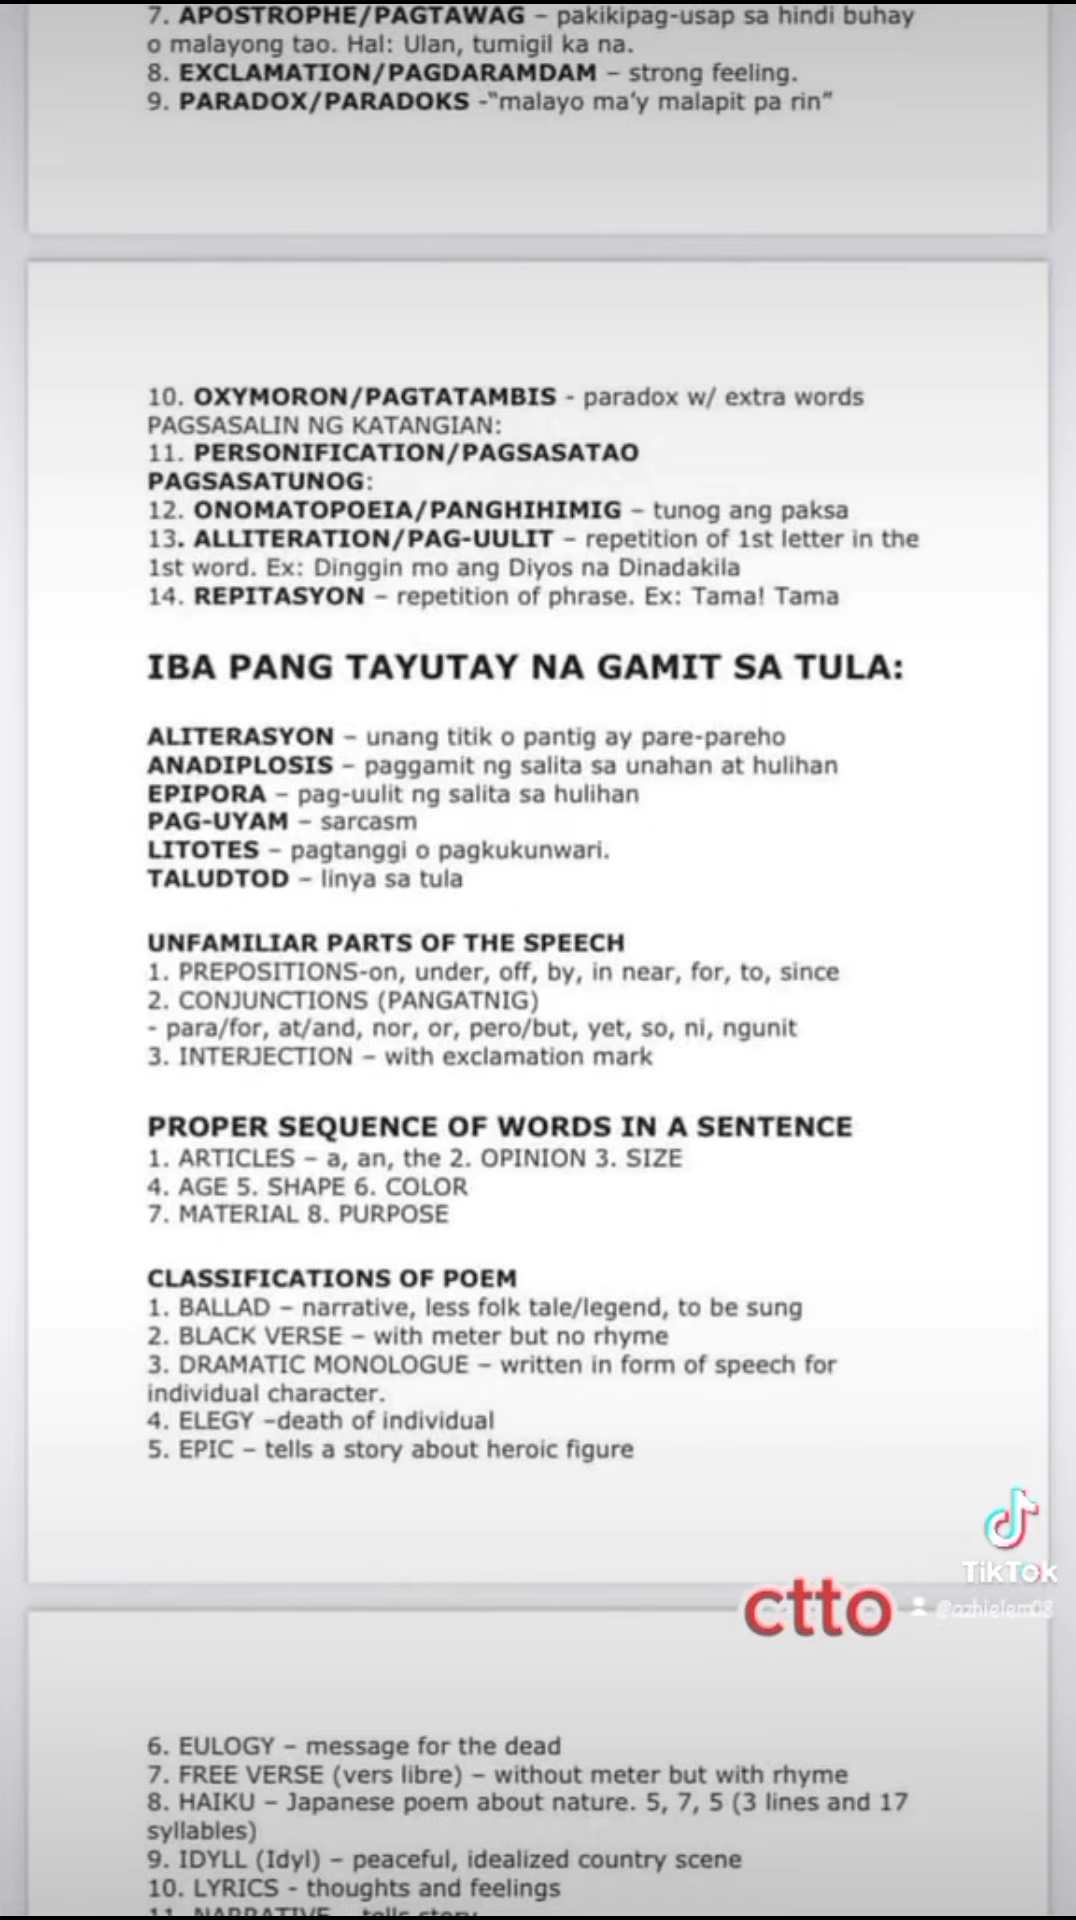 7. APOSTROPHE/PAGTAWAG – pakikipag-usap sa hindi buhay
o malayong tao. Hal: Ulan, tumigil ka na.
8. EXCLAMATION/PAGDARAMDAM – strong feeling.
9. PARADOX/PARADOKS -"malayo ma'y malapit pa rin"
10. OXYMORON/PAGTATAMBIS - paradox w/ extra words
PAGSASALIN NG KATANGIAN:
11. PERSONIFICATION/PAGSASATAO
PAGSASATUNOG:
12. ONOMATOPOEIA/PANGHIHIMIG – tunog ang paksa
13. ALLITERATION/PAG-UULIT – repetition of 1st letter in the
1st word. Ex: Dinggin mo ang Diyos na Dinadakila
14. REPITASYON – repetition of phrase. Ex: Tama! Tama
IBA PANG TAYUTAY NA GAMIT SA TULA:
ALITERASYON – unang titik o pantig ay pare-pareho
ANADIPLOSIS – paggamit ng salita sa unahan at hulihan
EPIPORA – pag-uulit ng salita sa hulihan
PAG-UYAM – sarcasm
LITOTES – pagtanggi o pagkukunwari.
TALUDTOD – linya sa tula
UNFAMILIAR PARTS OF THE SPEECH
1. PREPOSITIONS-on, under, off, by, in near, for, to, since
2. CONJUNCTIONS (PANGATNIG)
- para/for, at/and, nor, or, pero/but, yet, so, ni, ngunit
3. INTERJECTION – with exclamation mark
PROPER SEQUENCE OF WORDS IN A SENTENCE
1. ARTICLES – a, an, the 2. OPINION 3. SIZE
4. AGE 5. SHAPE 6. COLOR
7. MATERIAL 8. PURPOSE
CLASSIFICATIONS OF POEM
1. BALLAD – narrative, less folk tale/legend, to be sung
2. BLACK VERSE – with meter but no rhyme
3. DRAMATIC MONOLOGUE – written in form of speech for
individual character.
4. ELEGY –death of individual
5. EPIC – tells a story about heroic figure
TikTok
ctto
@azhielem08
6. EULOGY – message for the dead
7. FREE VERSE (vers libre) – without meter but with rhyme
8. HAIKU – Japanese poem about nature. 5, 7, 5 (3 lines and 17
syllables)
9. IDYLL (Idyl) – peaceful, idealized country scene
10. LYRICS - thoughts and feelings
11. NARRATIVE – tells story